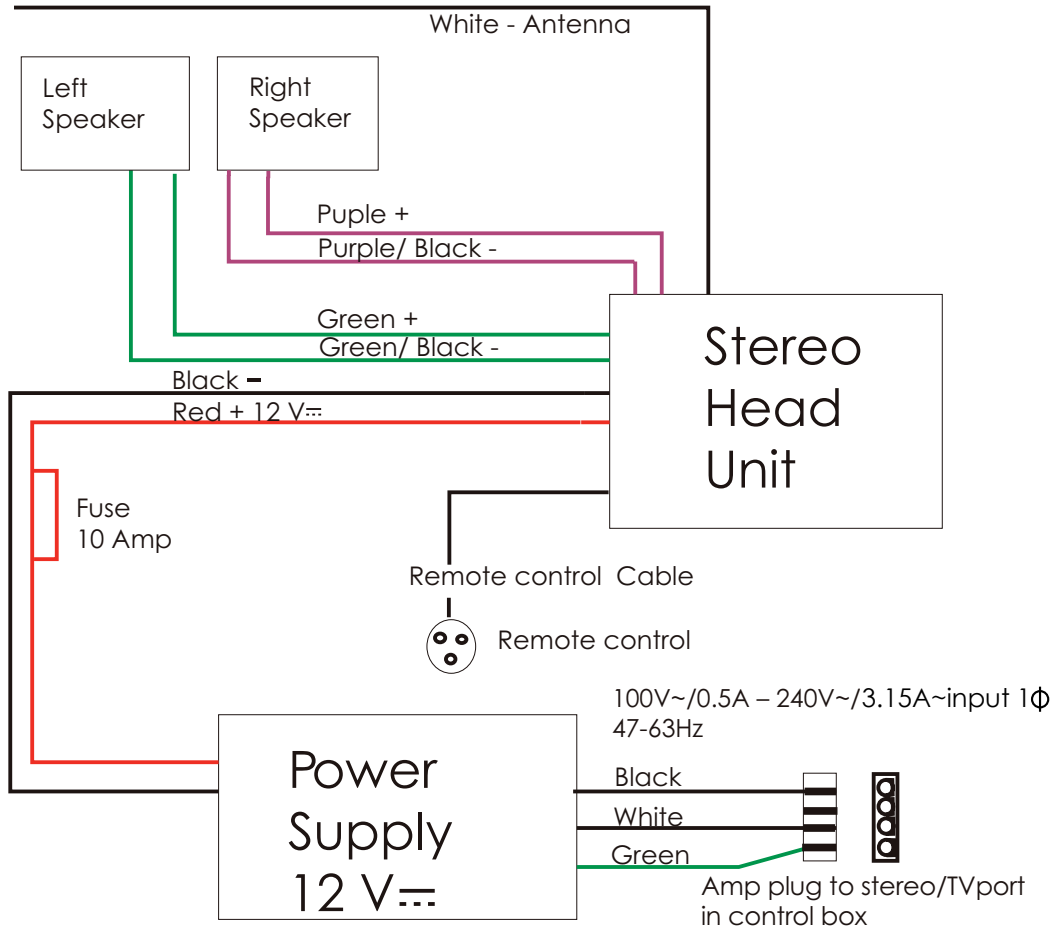 White - Antenna
Left
Speaker
Right
Speaker
Puple +
Purple/ Black -
Green +
Green/ Black -
Black –
Red + 12 V⎓
Stereo
Head
Unit
Fuse
10 Amp
Remote control Cable
Remote control
100V~/0.5A – 240V~/3.15A~input 1ϕ
47-63Hz
Power
Supply
12 V⎓
Black
White
Green
Amp plug to stereo/TVport
in control box